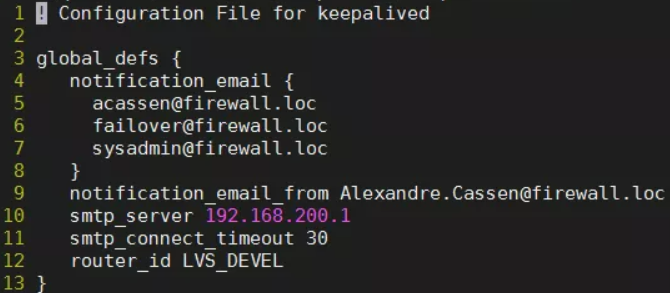 1 ! Configuration File for keepalived
2
3 global_defs {
4    notification_email {
5      acassen@firewall.loc
6      failover@firewall.loc
7      sysadmin@firewall.loc
8    }
9    notification_email_from Alexandre.Cassen@firewall.loc
10    smtp_server 192.168.200.1
11    smtp_connect_timeout 30
12    router_id LVS_DEVEL
13 }